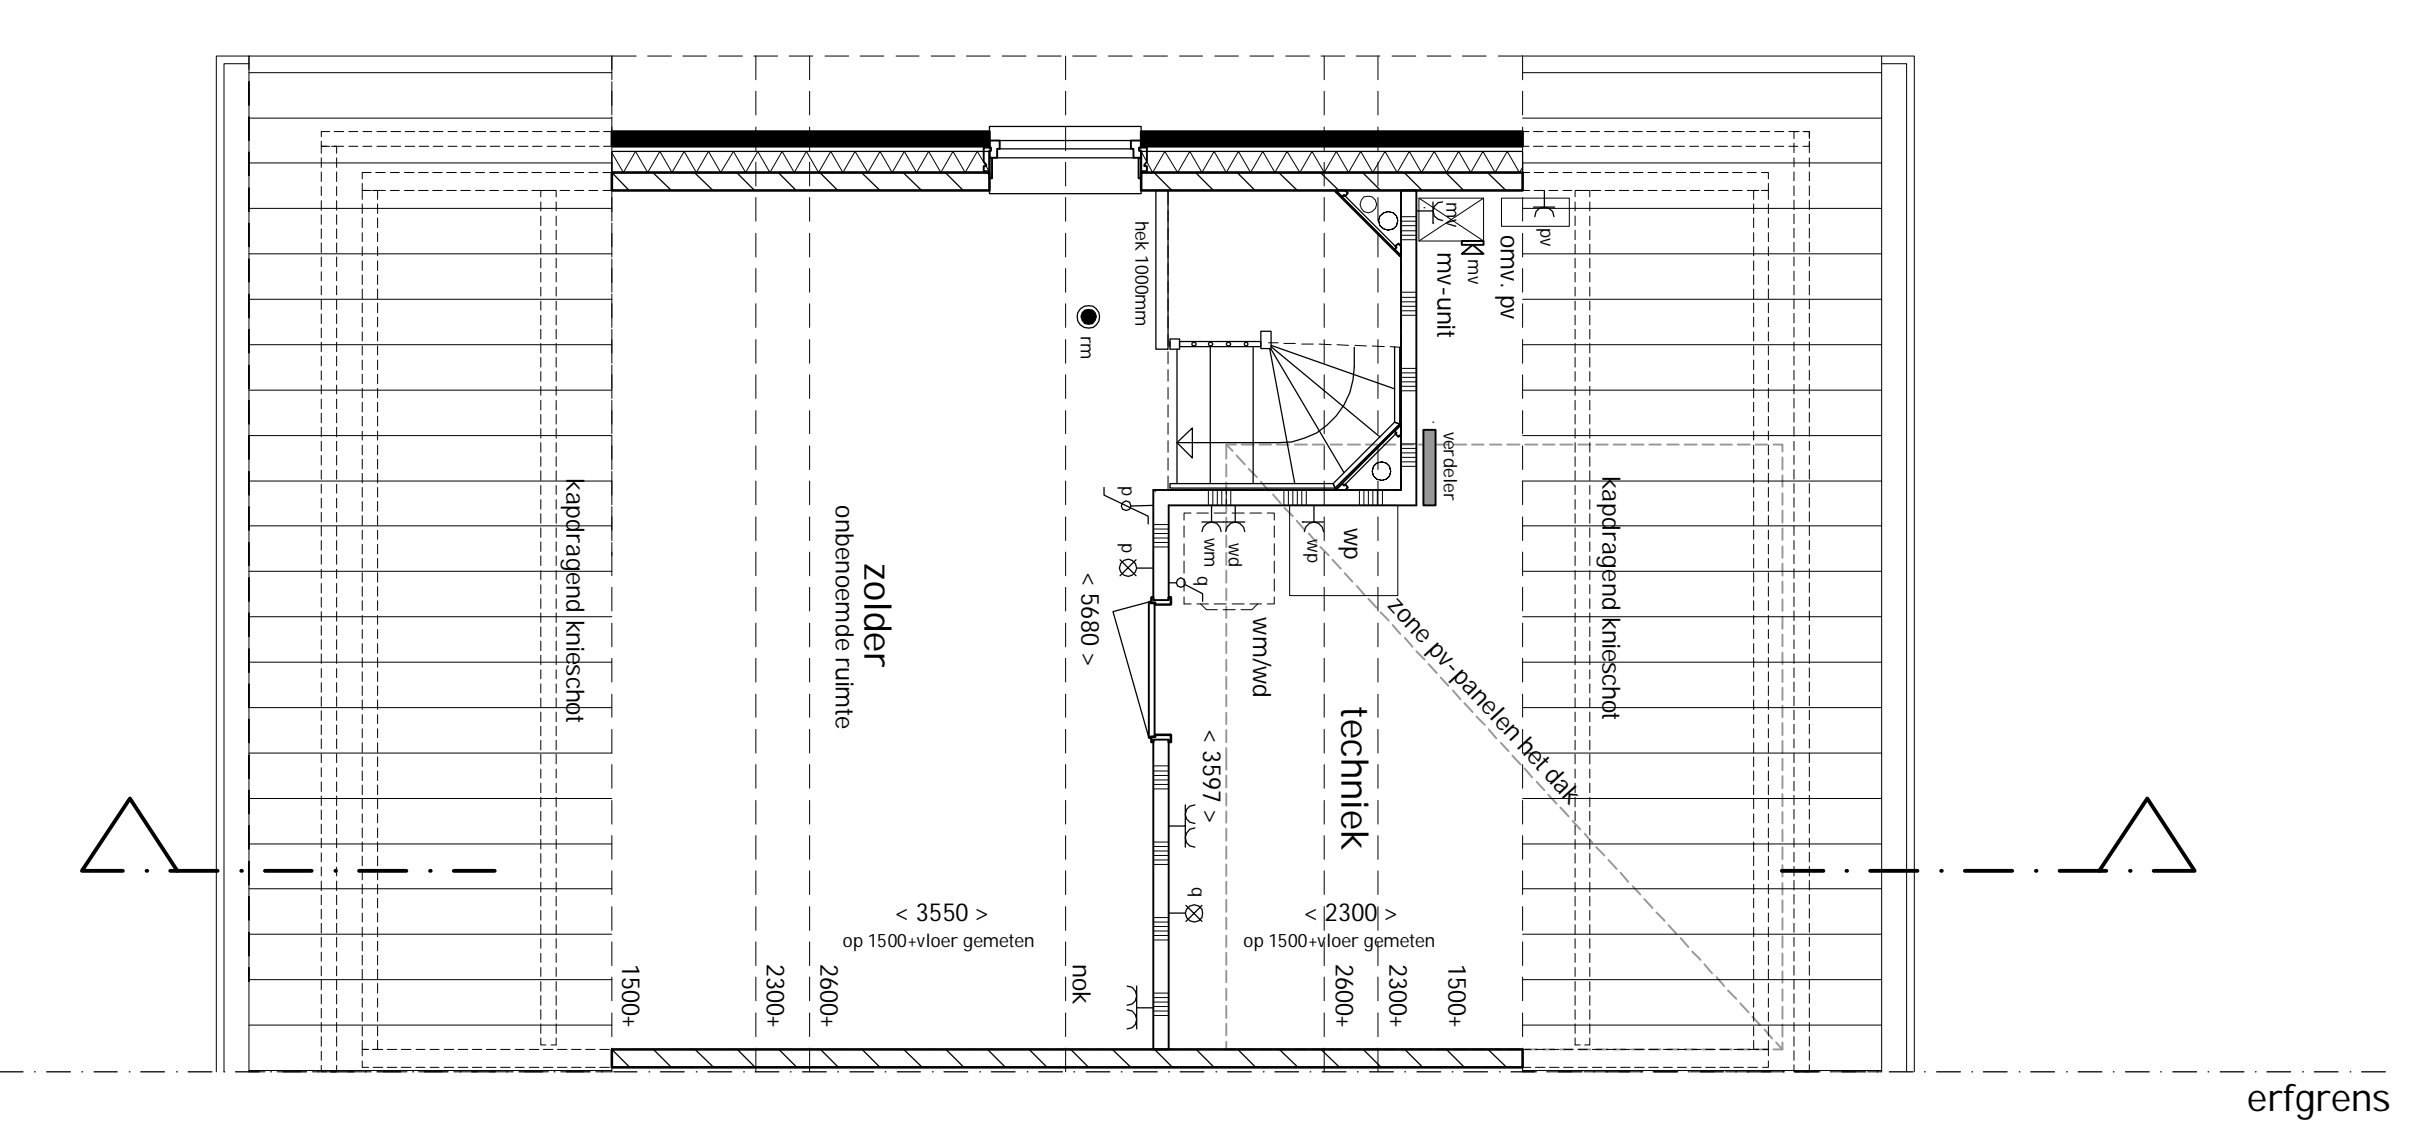 hek 1000mm
rm
mv
mv
mv-unit
omv. pv
pv
verdeler
kapdragend knieschot
zolder
onbenoemde ruimte
p
p
< 5680 >
wm
wd
q
wp
wp
wm/wd
zone pv-panelen het dak
kapdragend knieschot
techniek
< 3597 >
q
< 3550 >
op 1500+vloer gemeten
< 2300 >
op 1500+vloer gemeten
1500+
2300+
2600+
nok
2600+
2300+
1500+
erfgrens